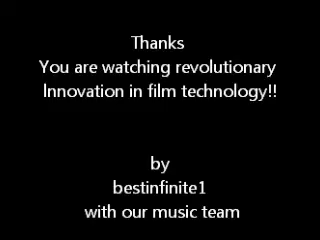 Thanks
You are watching revolutionary
Innovation in film technology!!
by
bestinfinite1
with our music team